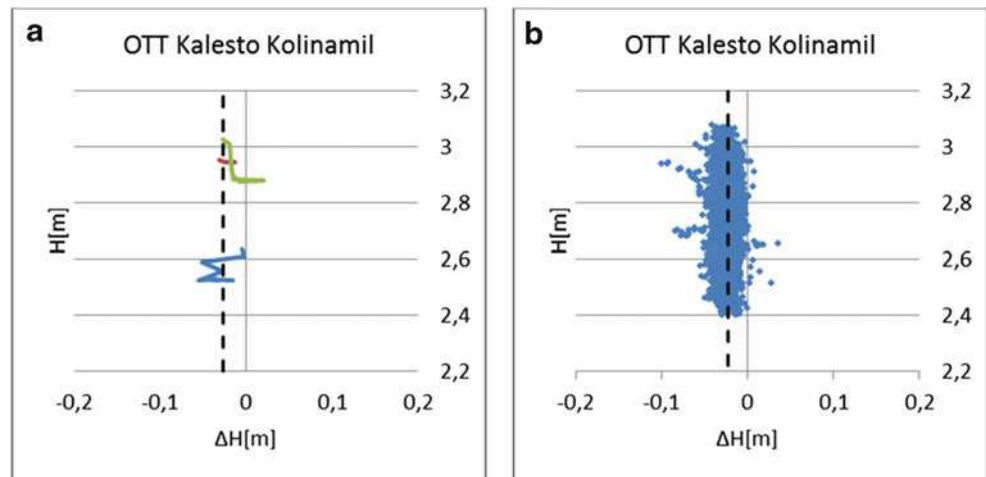 a
OTT Kalesto Kolinamil
3,2
3
2,8
2,6
2,4
2,2
H[m]
-0,2 -0,1 0 0,1 0,2
ΔH[m]
b
OTT Kalesto Kolinamil
3,2
3
2,8
2,6
2,4
2,2
H[m]
-0,2 -0,1 0 0,1 0,2
ΔH[m]